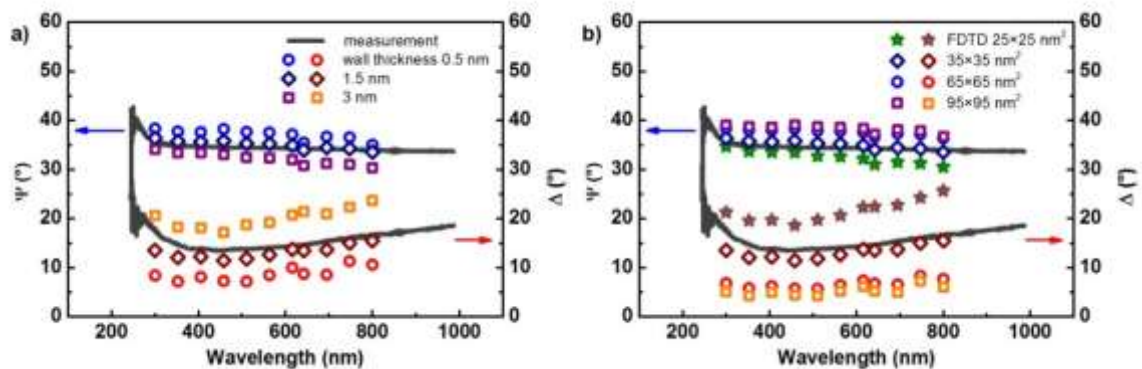 a)
measurement
wall thickness 0.5 nm
1.5 nm
3 nm
60
50
40
30
20
10
0
Ψ (°)
60
50
40
30
20
10
0
Δ (°)
200 400 600 800 1000
Wavelength (nm)
b)
FDTD 25×25 nm²
35×35 nm²
65×65 nm²
95×95 nm²
60
50
40
30
20
10
0
Ψ (°)
60
50
40
30
20
10
0
Δ (°)
200 400 600 800 1000
Wavelength (nm)